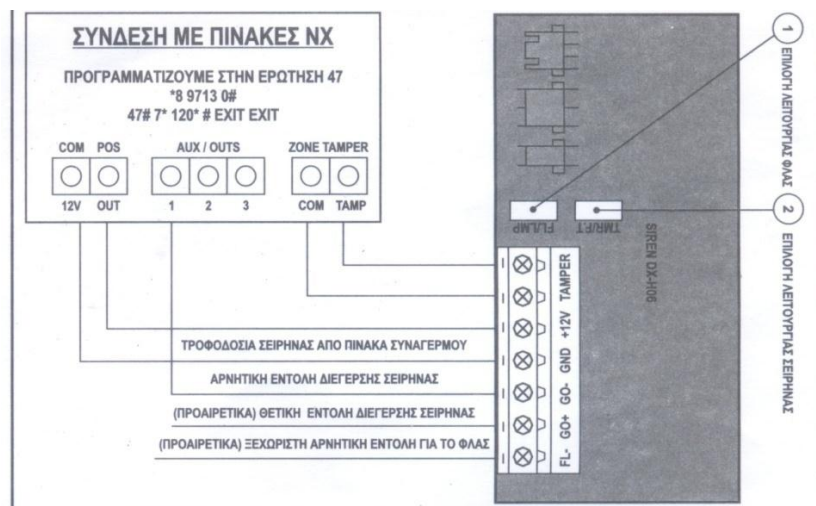 ΣΥΝΔΕΣΗ ΜΕ ΠΙΝΑΚΕΣ NX
ΠΡΟΓΡΑΜΜΑΤΙΖΟΥΜΕ ΣΤΗΝ ΕΡΩΤΗΣΗ 47
*8 9713 0#
47# 7* 120* # EXIT EXIT
COM POS AUX / OUTS ZONE TAMPER
12V OUT 1 2 3 COM TAMP
1 ΕΠΙΛΟΓΗ ΛΕΙΤΟΥΡΓΙΑΣ ΦΛΑΣ
2 ΕΠΙΛΟΓΗ ΛΕΙΤΟΥΡΓΙΑΣ ΣΕΙΡΗΝΑΣ
FL/LMP TMR/F.T
SIREN DX-H06
TAMPER
+12V
ΤΡΟΦΟΔΟΣΙΑ ΣΕΙΡΗΝΑΣ ΑΠΟ ΠΙΝΑΚΑ ΣΥΝΑΓΕΡΜΟΥ
GND
ΑΡΝΗΤΙΚΗ ΕΝΤΟΛΗ ΔΙΕΓΕΡΣΗΣ ΣΕΙΡΗΝΑΣ
GO-
(ΠΡΟΑΙΡΕΤΙΚΑ) ΘΕΤΙΚΗ ΕΝΤΟΛΗ ΔΙΕΓΕΡΣΗΣ ΣΕΙΡΗΝΑΣ
GO+
(ΠΡΟΑΙΡΕΤΙΚΑ) ΞΕΧΩΡΙΣΤΗ ΑΡΝΗΤΙΚΗ ΕΝΤΟΛΗ ΓΙΑ ΤΟ ΦΛΑΣ
FL-